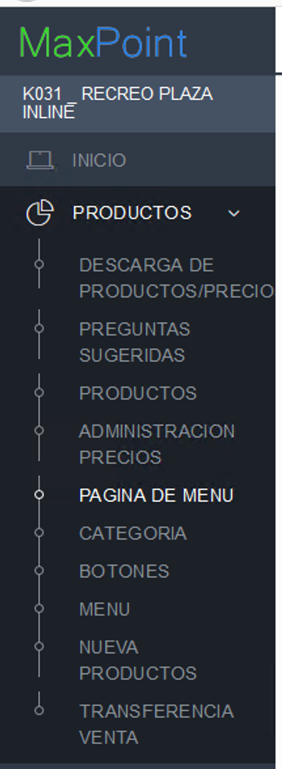 MaxPoint
K031 _ RECREO PLAZA
INLINE
INICIO
PRODUCTOS
DESCARGA DE
PRODUCTOS/PRECIO
PREGUNTAS
SUGERIDAS
PRODUCTOS
ADMINISTRACION
PRECIOS
PAGINA DE MENU
CATEGORIA
BOTONES
MENU
NUEVA
PRODUCTOS
TRANSFERENCIA
VENTA